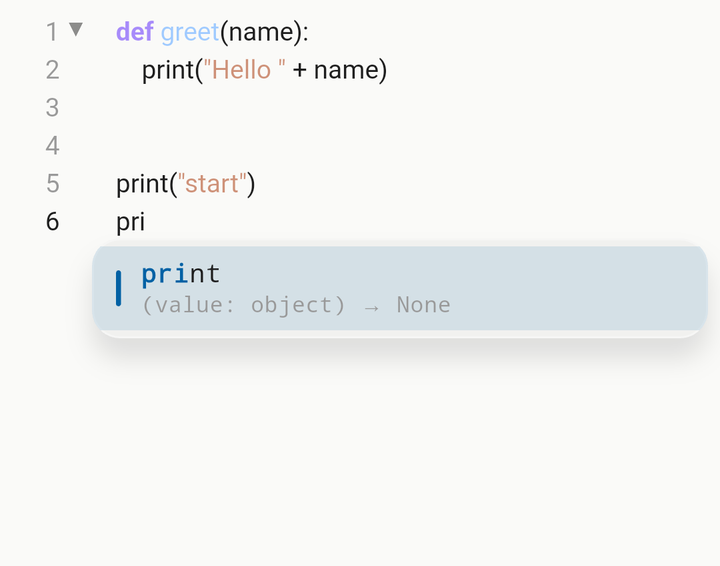 1 ▼ def greet(name):
2 print("Hello " + name)
3
4
5 print("start")
6 pri
print
(value: object) → None